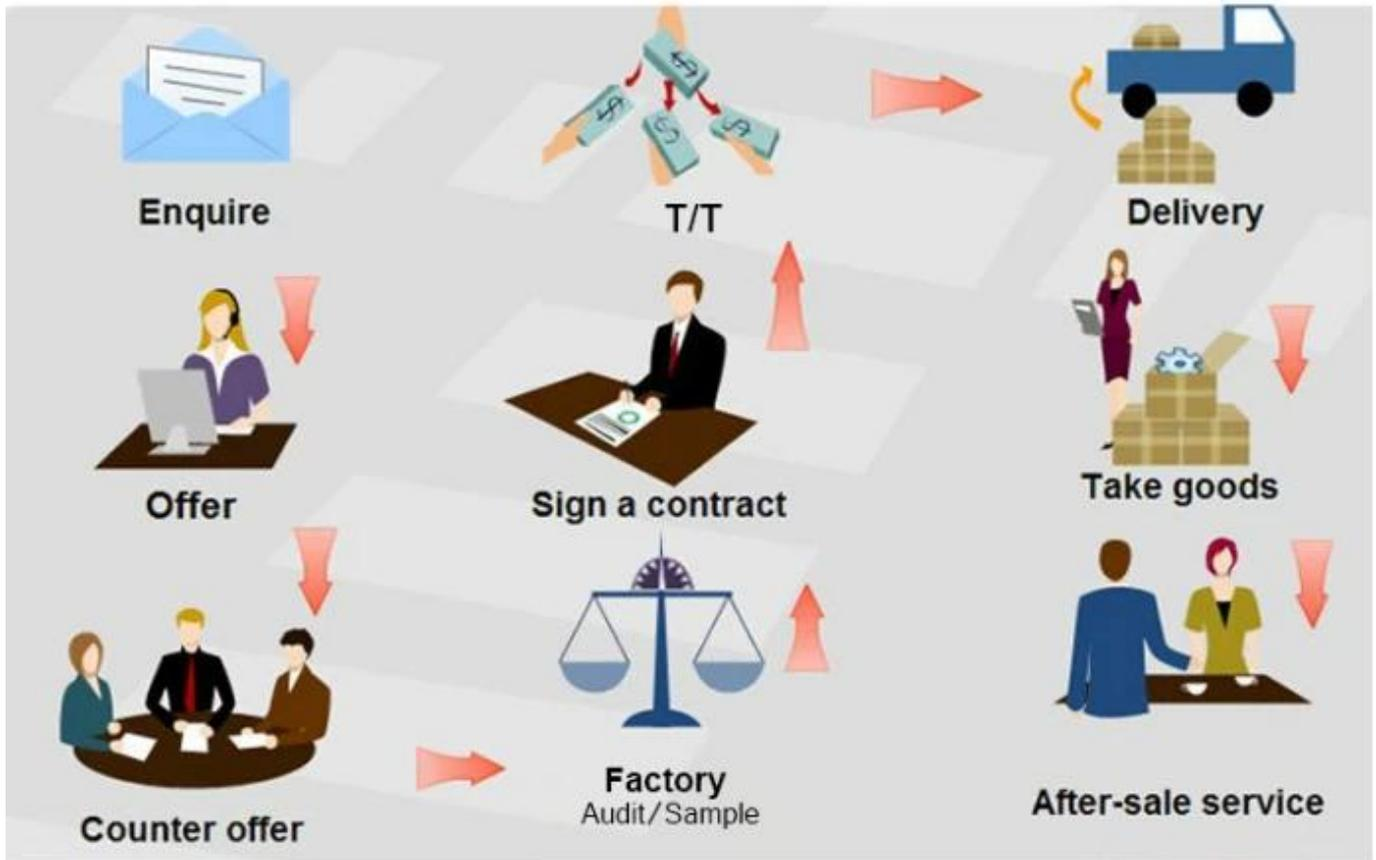 Enquire
T/T
Delivery
Offer
Sign a contract
Take goods
Counter offer
Factory
Audit/Sample
After-sale service